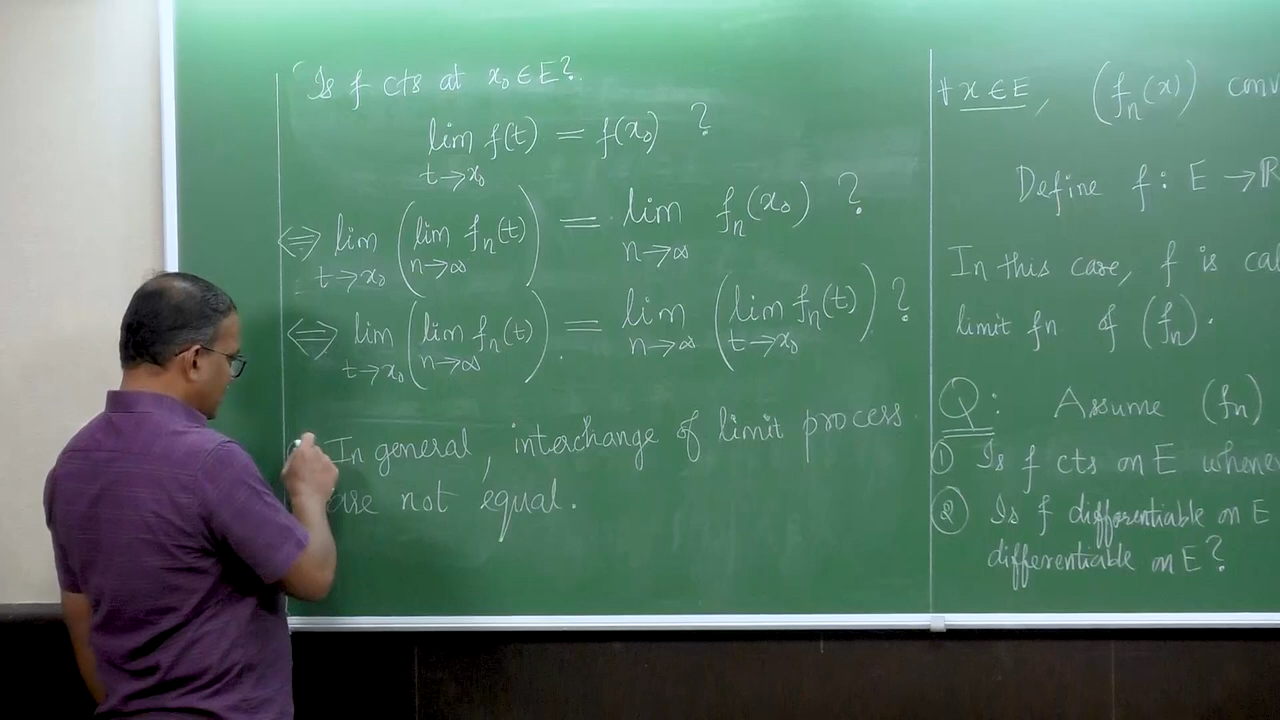 Is f cts at x₀ ∈ E?
lim f(t) = f(x₀) ?
t→x₀
⇔ lim (lim fₙ(t)) = lim fₙ(x₀) ?
t→x₀ n→∞ n→∞
⇔ lim (lim fₙ(t)) = lim (lim fₙ(t)) ?
t→x₀ n→∞ n→∞ t→x₀
In general, interchange of limit process
are not equal.
∀ x ∈ E, (fₙ(x)) conv
Define f : E → ℝ
In this case, f is cal
limit fn of (fₙ).
Q: Assume (fₙ)
① Is f cts on E whenev
② Is f differentiable on E
differentiable on E?